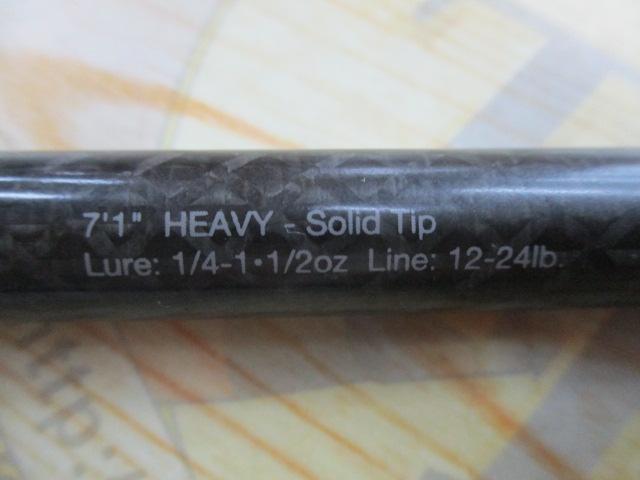 7'1" HEAVY - Solid Tip
Lure: 1/4-1•1/2oz Line: 12-24lb.